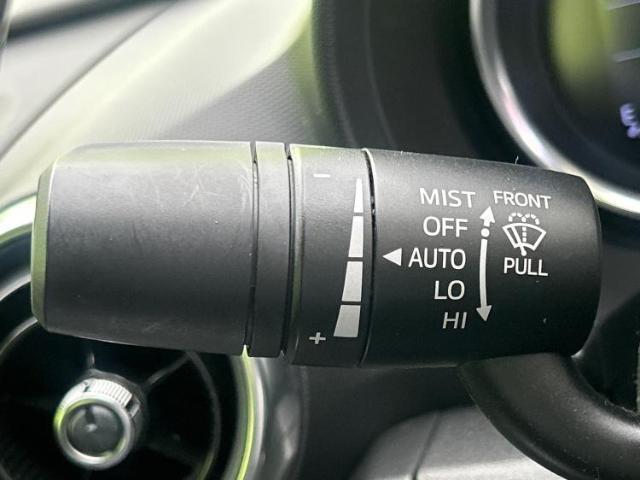 −
+
MIST FRONT
OFF
AUTO
PULL
LO
HI
E